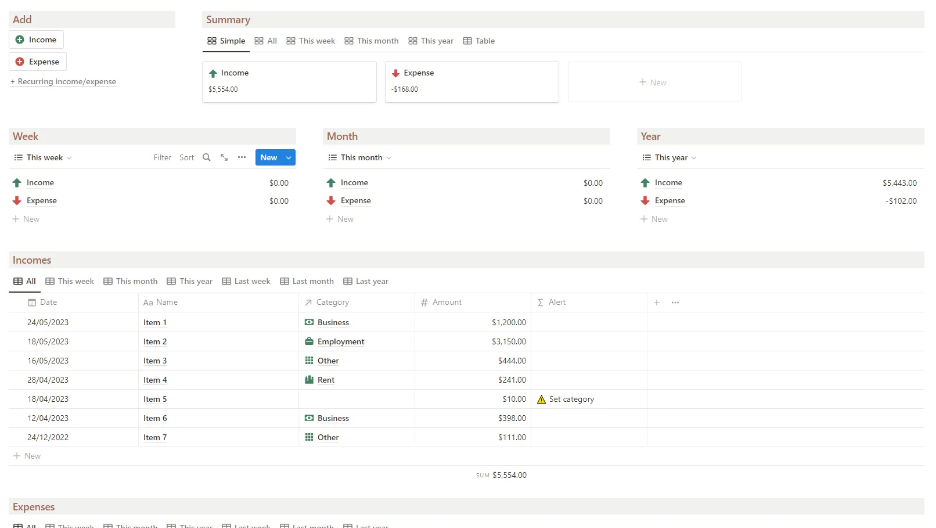 Add
Income
Expense
+ Recurring income/expense
Summary
Simple All This week This month This year Table
Income
$5,554.00
Expense
-$168.00
+ New
Week
This week Filter Sort New
Income $0.00
Expense $0.00
+ New
Month
This month
Income $0.00
Expense $0.00
+ New
Year
This year
Income $5,443.00
Expense -$102.00
+ New
Incomes
All This week This month This year Last week Last month Last year
Date Aa Name Category # Amount Σ Alert + ...
24/05/2023 Item 1 Business $1,200.00
18/05/2023 Item 2 Employment $3,150.00
16/05/2023 Item 3 Other $444.00
28/04/2023 Item 4 Rent $241.00
18/04/2023 Item 5 $10.00 Set category
12/04/2023 Item 6 Business $398.00
24/12/2022 Item 7 Other $111.00
+ New
SUM $5,554.00
Expenses
All This week This month This year Last week Last month Last year